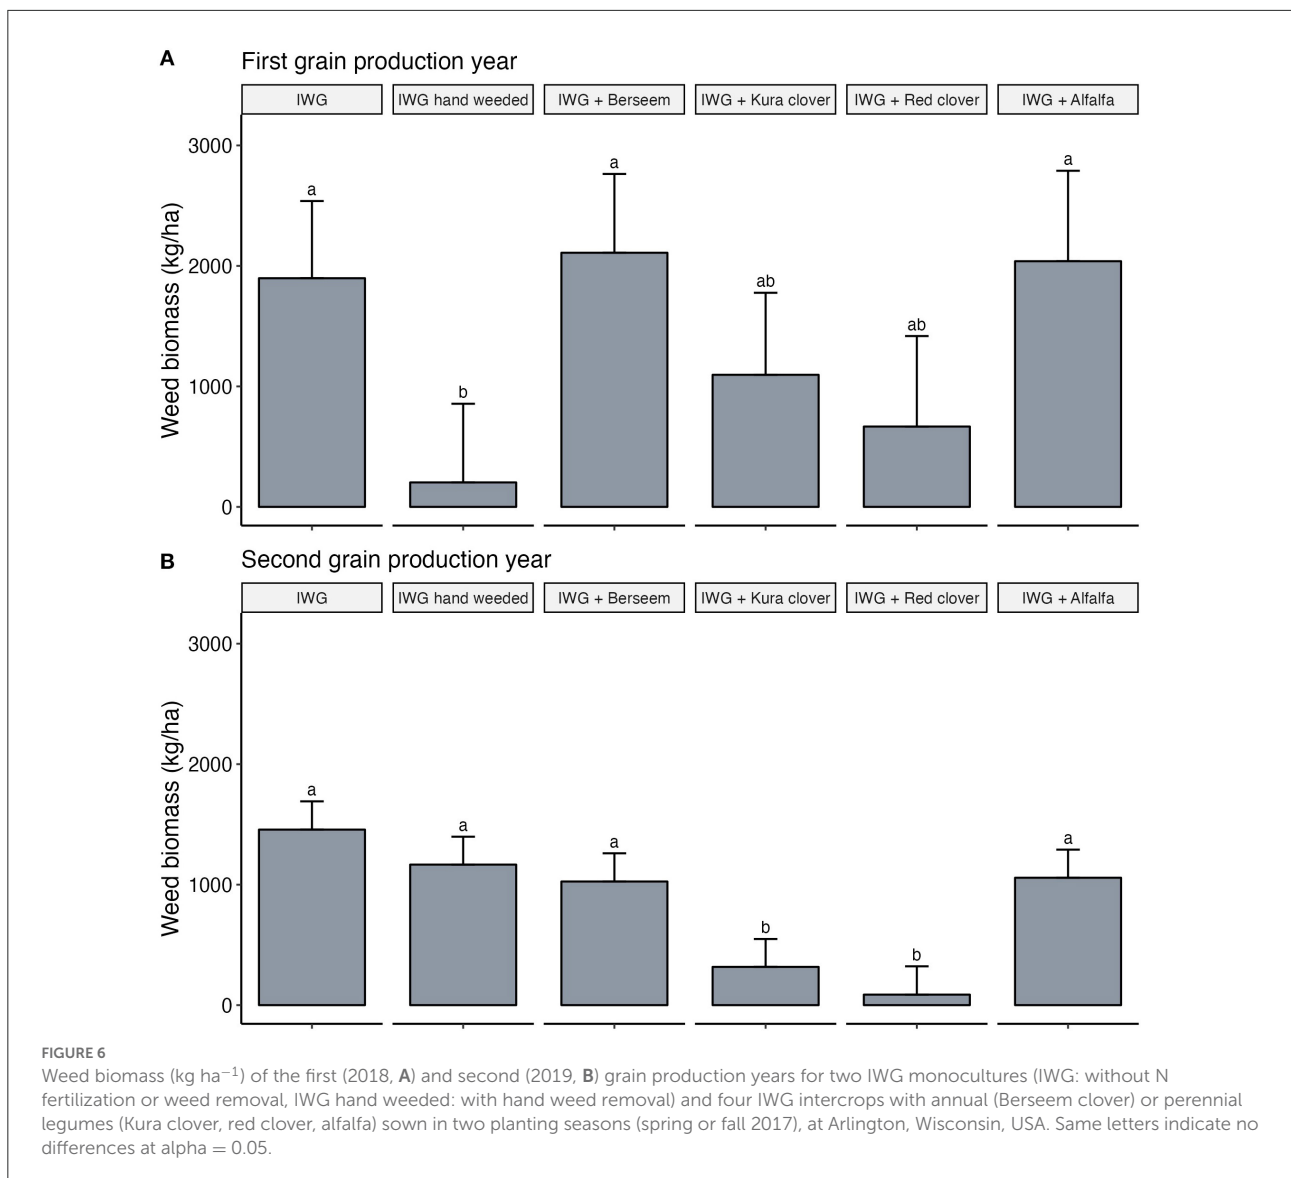 A First grain production year
IWG IWG hand weeded IWG + Berseem IWG + Kura clover IWG + Red clover IWG + Alfalfa
Weed biomass (kg/ha)
3000
2000
1000
0
a b a ab ab a
B Second grain production year
IWG IWG hand weeded IWG + Berseem IWG + Kura clover IWG + Red clover IWG + Alfalfa
Weed biomass (kg/ha)
3000
2000
1000
0
a a a b b a
FIGURE 6
Weed biomass (kg ha⁻¹) of the first (2018, A) and second (2019, B) grain production years for two IWG monocultures (IWG: without N
fertilization or weed removal, IWG hand weeded: with hand weed removal) and four IWG intercrops with annual (Berseem clover) or perennial
legumes (Kura clover, red clover, alfalfa) sown in two planting seasons (spring or fall 2017), at Arlington, Wisconsin, USA. Same letters indicate no
differences at alpha = 0.05.